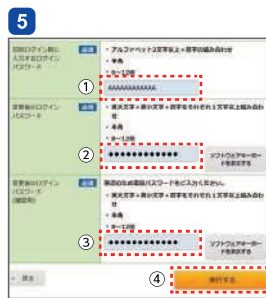 5
初回ログイン時に
入力するログイン
パスワード
必須
・アルファベット2文字以上+数字の組み合わせ
・半角
・8~12桁
①
AAAAAAAAAAAA
変更後のログイン
パスワード
必須
・英大文字+英小文字+数字をそれぞれ1文字以上組み合わ
せ
・半角
・8~12桁
②
●●●●●●●●●●●●
ソフトウェアキーボー
ドを表示する
変更後のログイン
パスワード
(確認用)
必須
確認のため再度パスワードをご入力ください。
・英大文字+英小文字+数字をそれぞれ1文字以上組み合わ
せ
・半角
・8~12桁
③
●●●●●●●●●●●●
ソフトウェアキーボー
ドを表示する
戻る
④
実行する